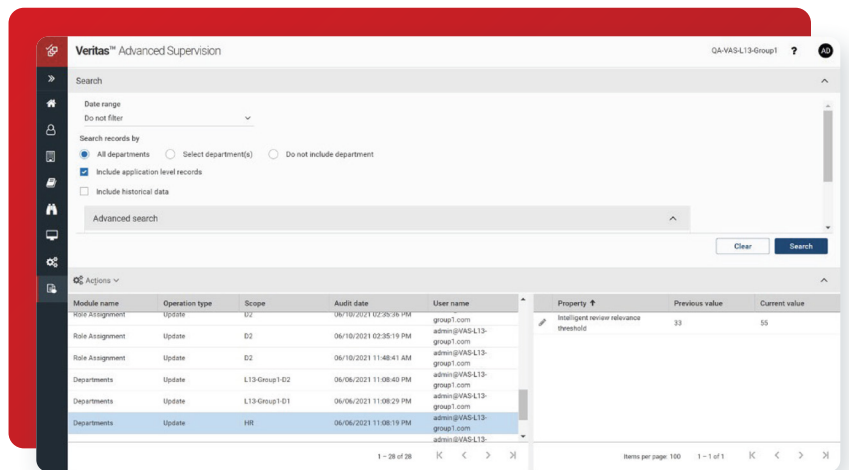 Veritas™ Advanced Supervision
QA-VAS-L13-Group1 ? AD
Search
Date range
Do not filter
Search records by
All departments Select department(s) Do not include department
Include application level records
Include historical data
Advanced search
Clear Search
Actions
Module name Operation type Scope Audit date User name
Role Assignment Update D2 06/10/2021 02:35:36 PM group1.com
Role Assignment Update D2 06/10/2021 02:35:19 PM admin@VAS-L13-
group1.com
Role Assignment Update D2 06/10/2021 11:48:41 AM admin@VAS-L13-
group1.com
Departments Update L13-Group1-D2 06/06/2021 11:08:40 PM admin@VAS-L13-
group1.com
Departments Update L13-Group1-D1 06/06/2021 11:08:29 PM admin@VAS-L13-
group1.com
Departments Update HR 06/06/2021 11:08:19 PM admin@VAS-L13-
group1.com
admin@VAS-L13-
1 – 28 of 28
Property Previous value Current value
Intelligent review relevance
threshold 33 55
Items per page: 100 1 – 1 of 1